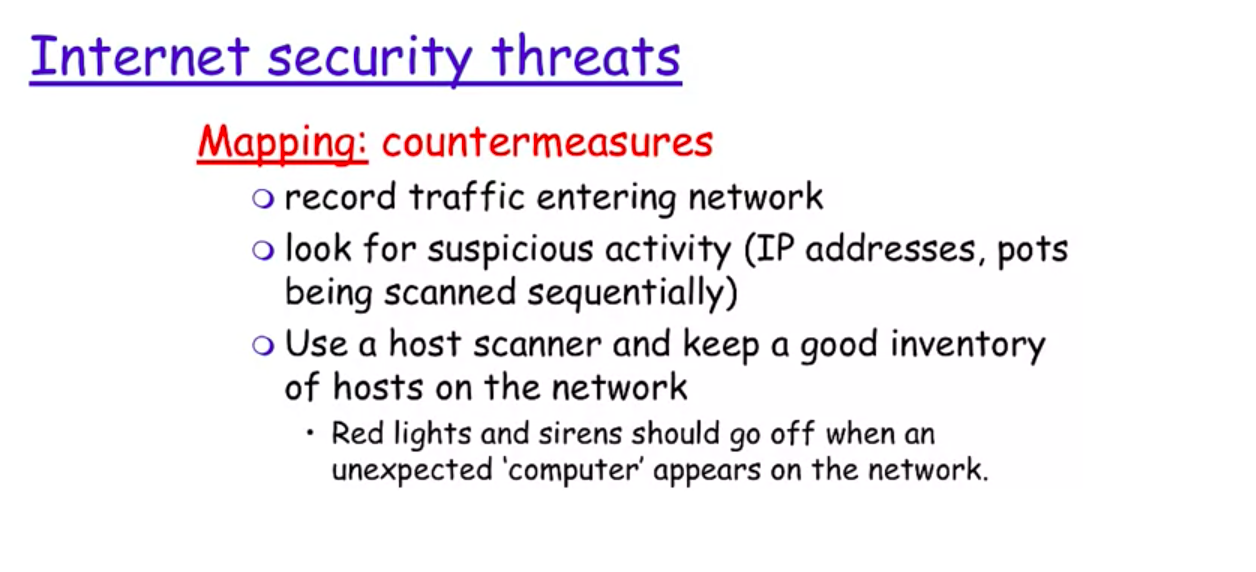 Internet security threats
Mapping: countermeasures
record traffic entering network
look for suspicious activity (IP addresses, pots
being scanned sequentially)
Use a host scanner and keep a good inventory
of hosts on the network
Red lights and sirens should go off when an
unexpected ‘computer’ appears on the network.